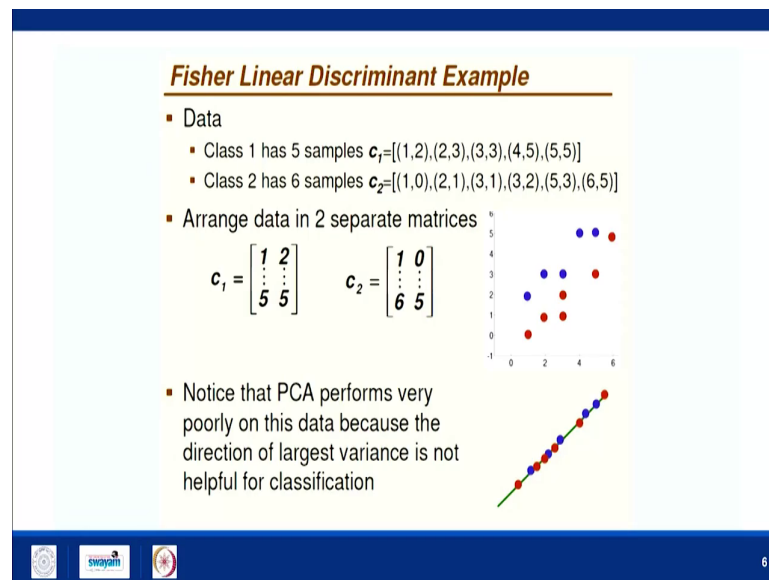 Fisher Linear Discriminant Example
▪ Data
▪ Class 1 has 5 samples c₁=[(1,2),(2,3),(3,3),(4,5),(5,5)]
▪ Class 2 has 6 samples c₂=[(1,0),(2,1),(3,1),(3,2),(5,3),(6,5)]
▪ Arrange data in 2 separate matrices
c₁ = [1 2
⋮ ⋮
5 5]
c₂ = [1 0
⋮ ⋮
6 5]
6
5
4
3
2
1
0
-1
0 2 4 6
▪ Notice that PCA performs very
poorly on this data because the
direction of largest variance is not
helpful for classification
swayam
6